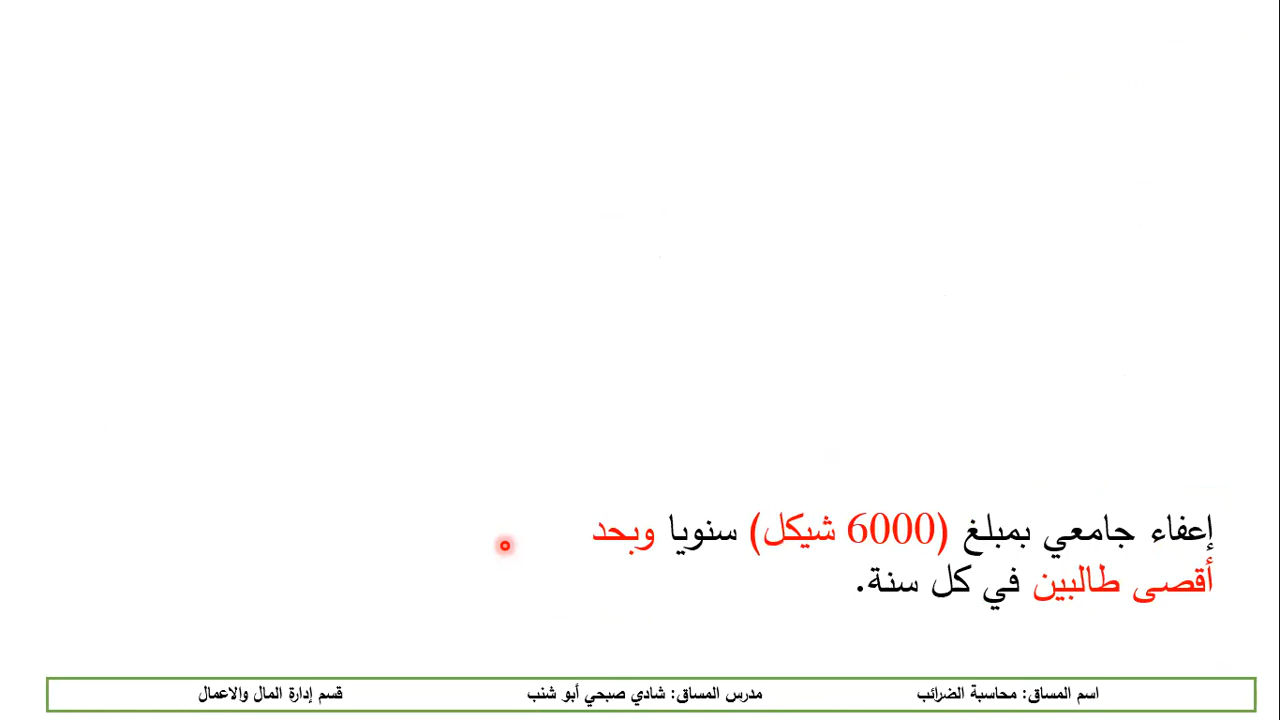 إعفاء جامعي بمبلغ (6000 شيكل) سنويا وبحد
أقصى طالبين في كل سنة.
اسم المساق: محاسبة الضرائب مدرس المساق: شادي صبحي أبو شنب قسم إدارة المال والاعمال